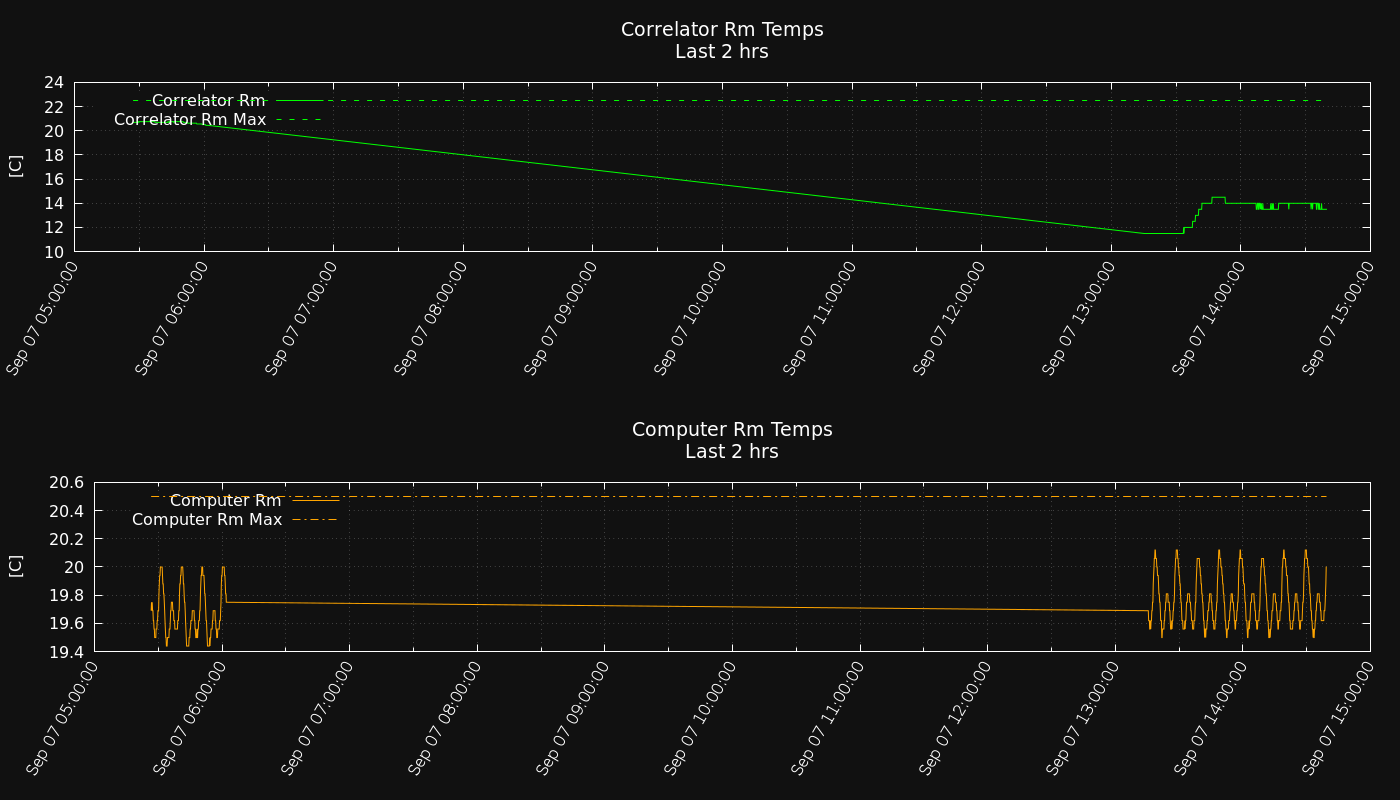 Correlator Rm Temps
Last 2 hrs
24
22
20
18
16
14
12
10
[C]
Correlator Rm
Correlator Rm Max
Sep 07 05:00:00
Sep 07 06:00:00
Sep 07 07:00:00
Sep 07 08:00:00
Sep 07 09:00:00
Sep 07 10:00:00
Sep 07 11:00:00
Sep 07 12:00:00
Sep 07 13:00:00
Sep 07 14:00:00
Sep 07 15:00:00
Computer Rm Temps
Last 2 hrs
20.6
20.4
20.2
20
19.8
19.6
19.4
[C]
Computer Rm
Computer Rm Max
Sep 07 05:00:00
Sep 07 06:00:00
Sep 07 07:00:00
Sep 07 08:00:00
Sep 07 09:00:00
Sep 07 10:00:00
Sep 07 11:00:00
Sep 07 12:00:00
Sep 07 13:00:00
Sep 07 14:00:00
Sep 07 15:00:00